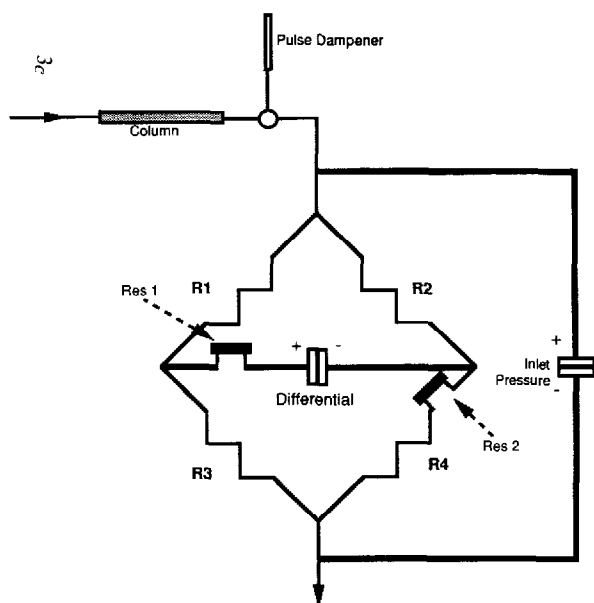 Pulse Dampener
3c
Column
R1
R2
Res 1
+ -
+
Inlet
Pressure
-
Differential
Res 2
R3
R4